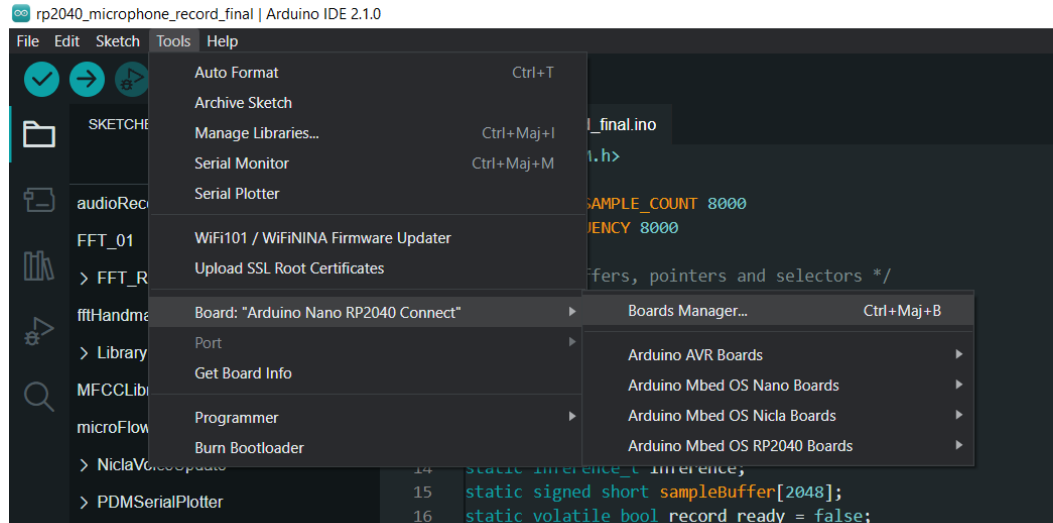 rp2040_microphone_record_final | Arduino IDE 2.1.0
File Edit Sketch Tools Help
Auto Format Ctrl+T
Archive Sketch
Manage Libraries... Ctrl+Maj+I
Serial Monitor Ctrl+Maj+M
Serial Plotter
WiFi101 / WiFiNINA Firmware Updater
Upload SSL Root Certificates
Board: "Arduino Nano RP2040 Connect"
Port
Get Board Info
Programmer
Burn Bootloader
Boards Manager... Ctrl+Maj+B
Arduino AVR Boards
Arduino Mbed OS Nano Boards
Arduino Mbed OS Nicla Boards
Arduino Mbed OS RP2040 Boards
SKETCHE
audioReco
FFT_01
> FFT_R
fftHandma
> Library
MFCCLib
microFlow
> NiclaVoiceUpdate
> PDMSerialPlotter
l_final.ino
M.h>
SAMPLE_COUNT 8000
UENCY 8000
ffers, pointers and selectors */
14 static inference_t inference;
15 static signed short sampleBuffer[2048];
16 static volatile bool record_ready = false;